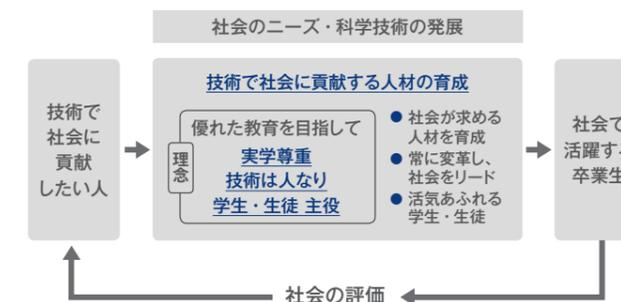 社会のニーズ・科学技術の発展
技術で
社会に
貢献
したい人
技術で社会に貢献する人材の育成
理念
優れた教育を目指して
実学尊重
技術は人なり
学生・生徒 主役
● 社会が求める
人材を育成
● 常に変革し、
社会をリード
● 活気あふれる
学生・生徒
社会で
活躍す
卒業生
社会の評価